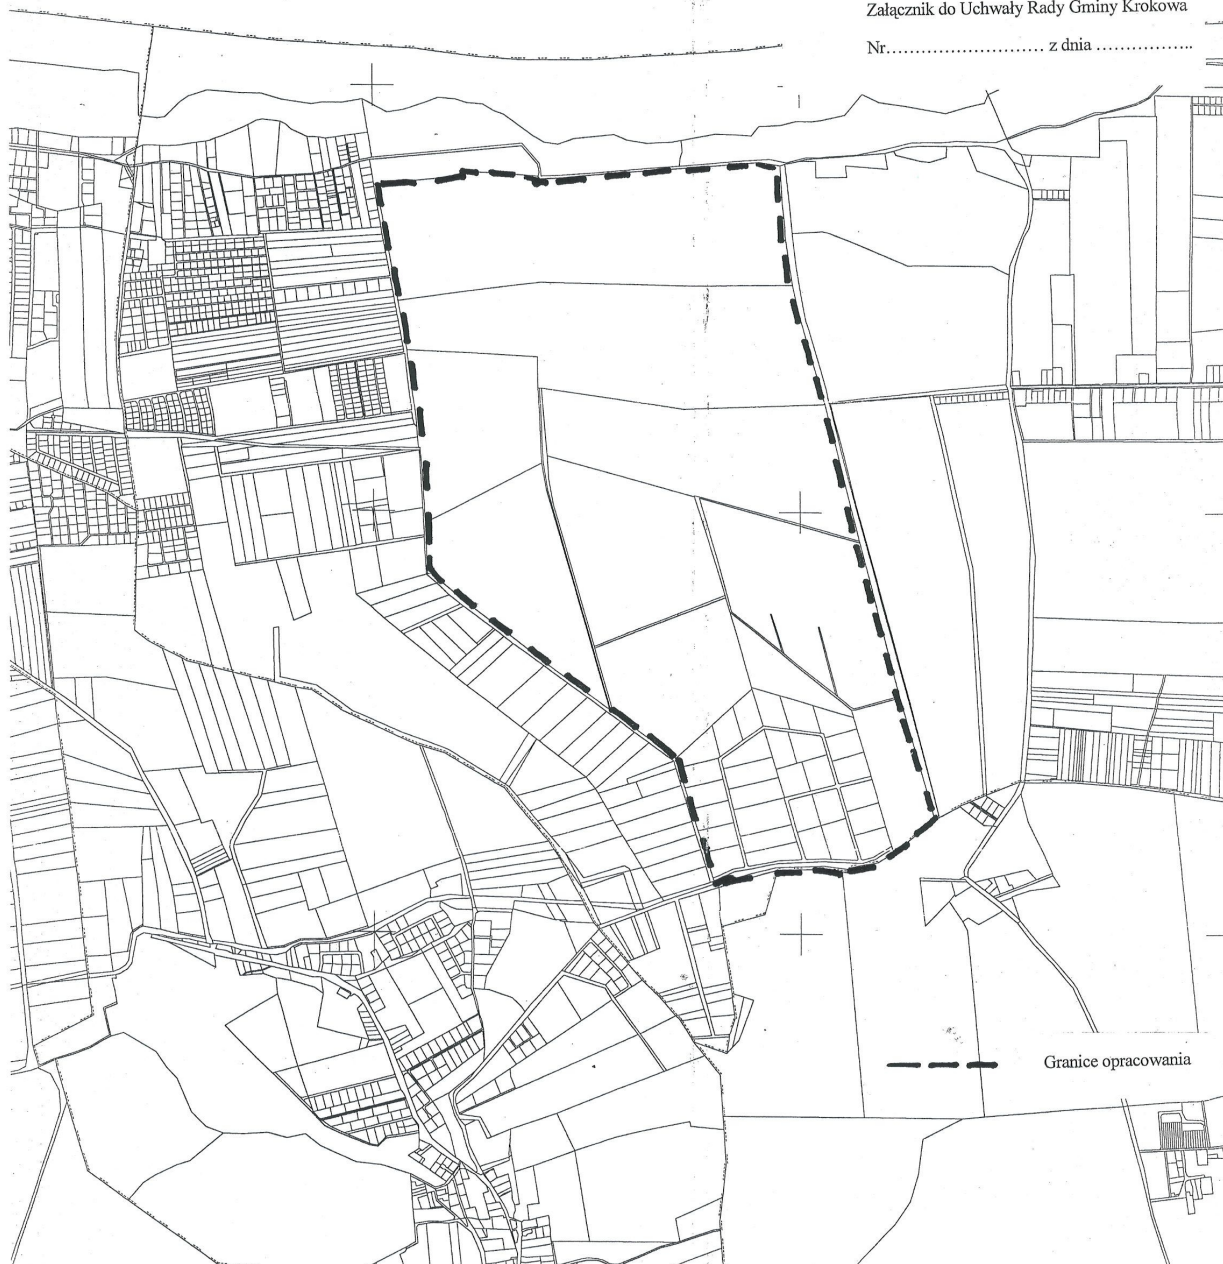 Załącznik do Uchwały Rady Gminy Krokowa
Nr........................... z dnia .................
Granice opracowania